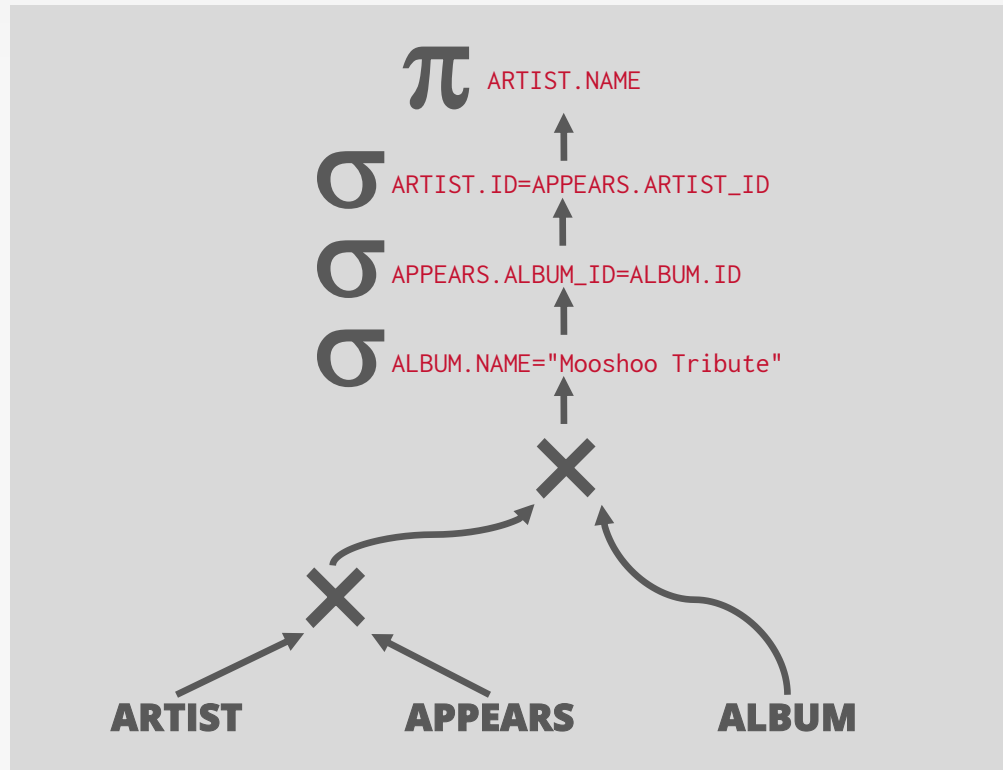 π ARTIST.NAME
σ ARTIST.ID=APPEARS.ARTIST_ID
σ APPEARS.ALBUM_ID=ALBUM.ID
σ ALBUM.NAME="Mooshoo Tribute"
×
×
ARTIST APPEARS ALBUM